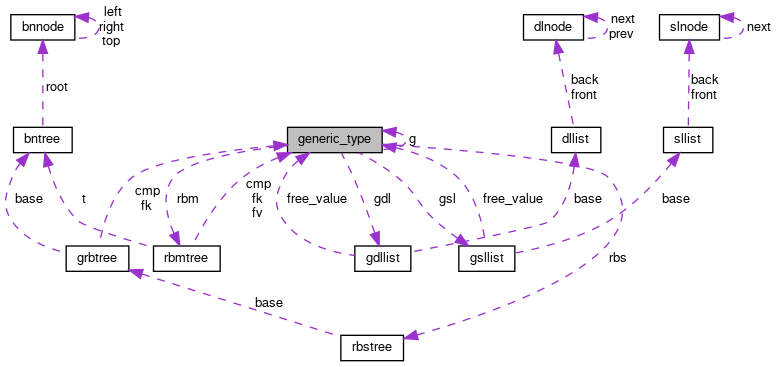 left
right
top
bnnode
next
prev
dlnode
next
slnode
root
back
front
back
front
bntree
generic_type
g
dllist
sllist
base
t
cmp
fk
rbm
cmp
fk
fv
free_value
gdl
gsl
free_value
base
base
grbtree
rbmtree
gdllist
gsllist
rbs
base
rbstree